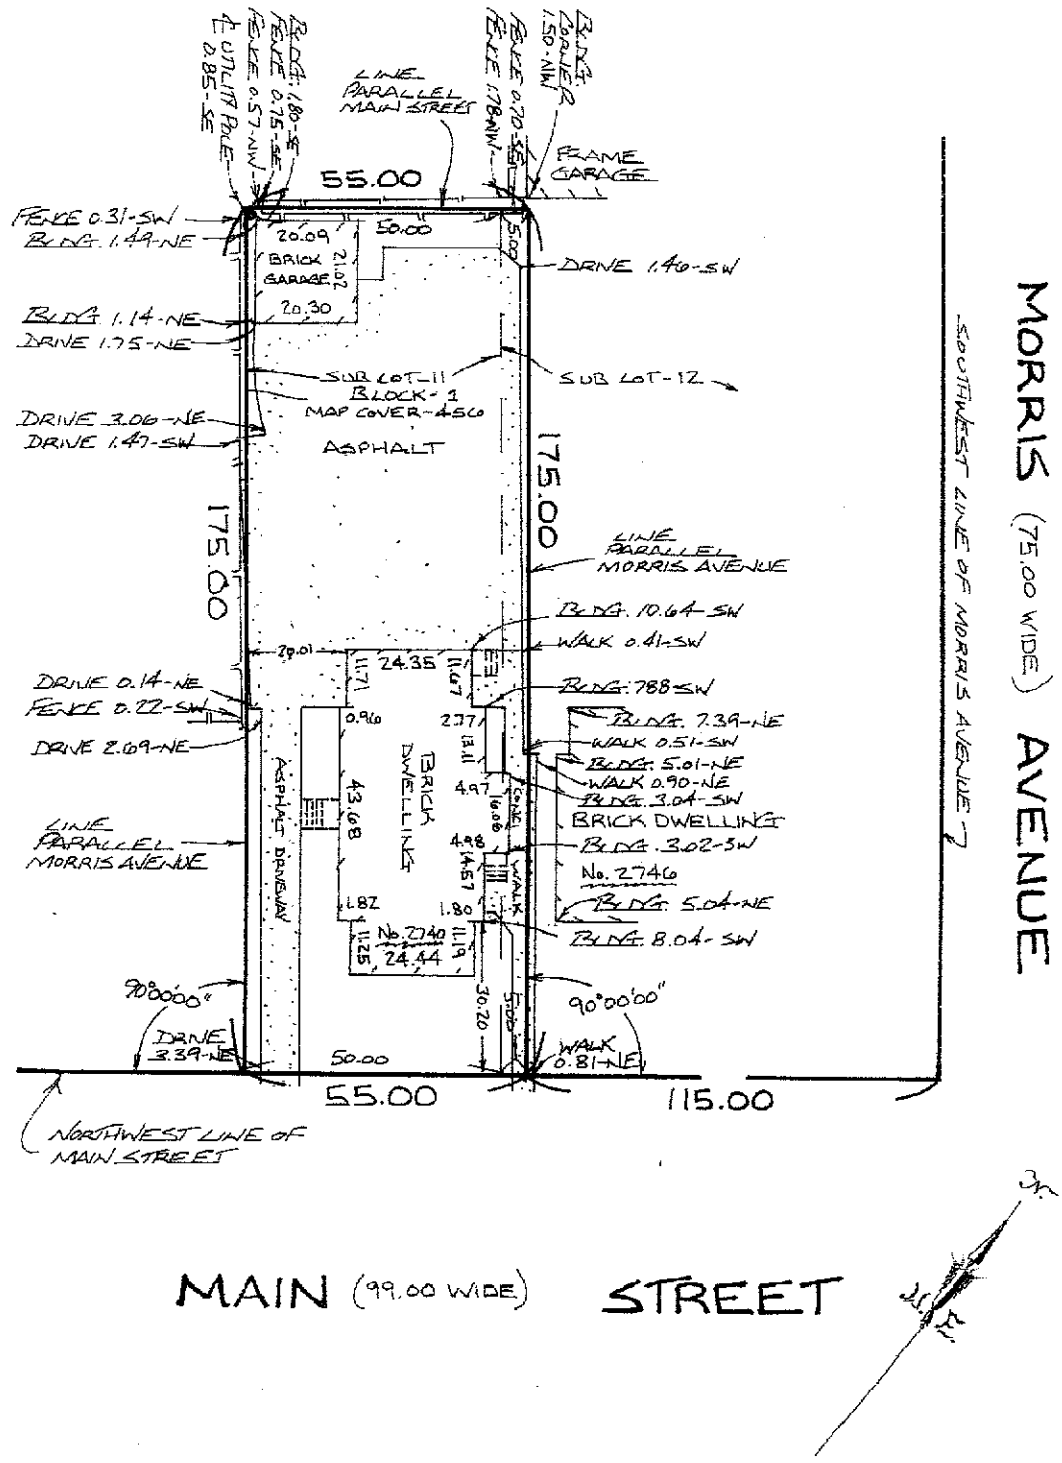 BLDG. 1.80-SE
FENCE 0.75-SE
FENCE 0.57-NW
℄ UTILITY POLE
0.85-SE
LINE
PARALLEL
MAIN STREET
BLDG.
CORNER
1.50-NW
FENCE 0.70-SE
FENCE 1.78-NW
FRAME
GARAGE
55.00
FENCE 0.31-SW
BLDG. 1.49-NE
50.00
5.00
20.09
BRICK
GARAGE
21.02
20.30
DRIVE 1.46-SW
BLDG. 1.14-NE
DRIVE 1.75-NE
SUB LOT-11
BLOCK-1
MAP COVER-456
SUB LOT-12
DRIVE 3.06-NE
DRIVE 1.47-SW
ASPHALT
175.00
175.00
LINE
PARALLEL
MORRIS AVENUE
BLDG. 10.64-SW
WALK 0.41-SW
20.01
24.35
11.71
11.67
DRIVE 0.14-NE
FENCE 0.22-SW
DRIVE 2.69-NE
BLDG. 7.88-SW
BLDG. 7.39-NE
WALK 0.51-SW
BLDG. 5.01-NE
WALK 0.90-NE
BLDG. 3.04-SW
BRICK DWELLING
BLDG. 3.02-SW
No. 2746
BLDG. 5.04-NE
BLDG. 8.04-SW
0.96
2.77
13.11
BRICK
DWELLING
43.68
4.97
16.06
CONC. WALK
4.98
14.57
ASPHALT DRIVEWAY
LINE
PARALLEL
MORRIS AVENUE
1.82
1.80
No. 2740
24.44
11.25
11.19
30.20
5.00
90°00'00"
90°00'00"
DRIVE
3.39-NE
50.00
WALK
0.81-NE
55.00
115.00
NORTHWEST LINE OF
MAIN STREET
MORRIS (75.00 WIDE) AVENUE
SOUTHWEST LINE OF MORRIS AVENUE
MAIN (99.00 WIDE) STREET